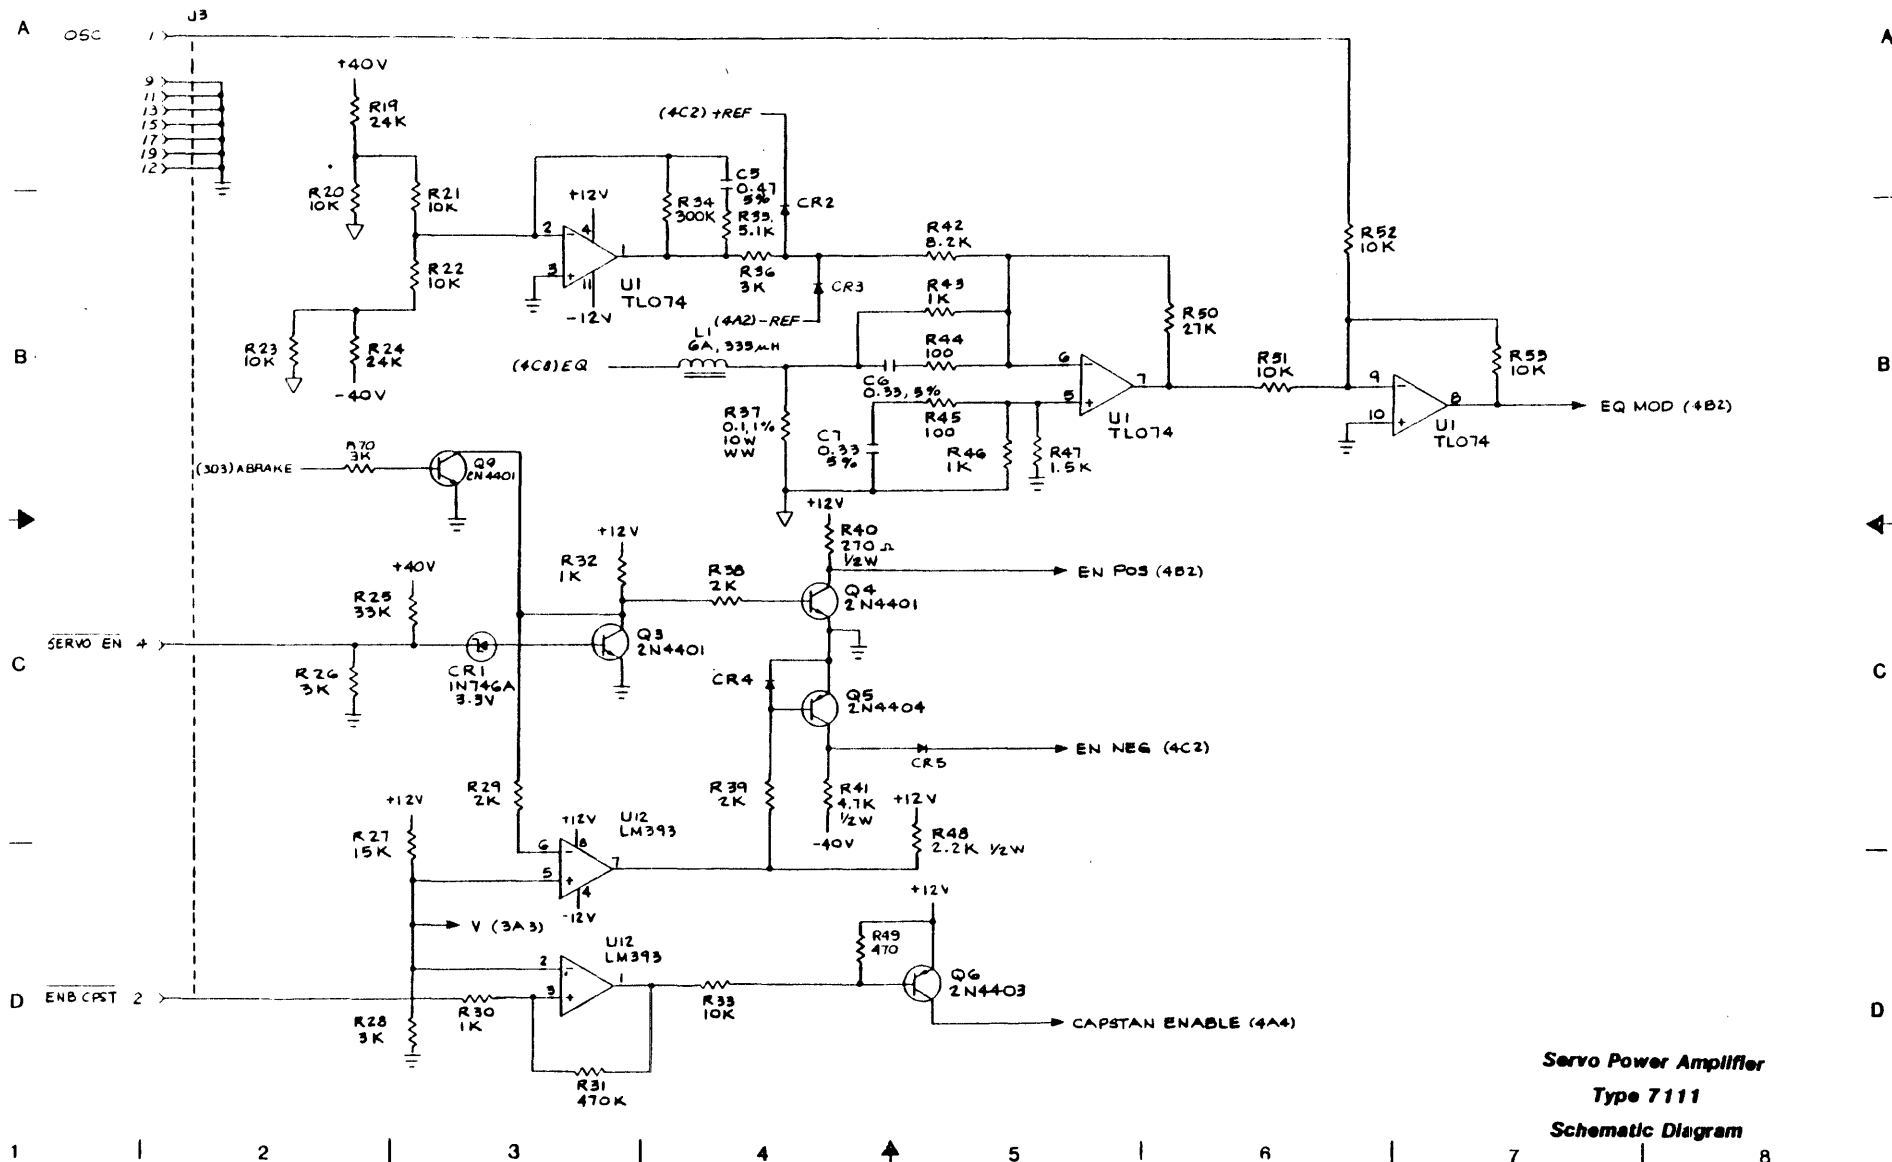 A
J3
A
OSC 1
9
11
13
15
17
19
12
+40V
R19
24K
R20
10K
R21
10K
R22
10K
R23
10K
R24
24K
-40V
(4C2) +REF
+12V
4
2 -
3 +
11
1
U1
TL074
-12V
R34
300K
C5
0.47
5%
5.1K
CR2
R36
3K
CR3
(4A2)-REF
R42
8.2K
R43
1K
R44
100
C6
0.33, 5%
R45
100
L1
6A, 335μH
(4C8) EQ
R37
0.1, 1%
10W
WW
C7
0.33
5%
R46
1K
R47
1.5K
6 -
5 +
7
U1
TL074
R50
27K
R51
10K
R52
10K
9 -
10 +
8
U1
TL074
10K
EQ MOD (4B2)
B
B
(3D3) ABRAKE
R70
3K
Q9
2N4401
+12V
R32
1K
R38
2K
+12V
R40
270 Ω
1/2W
EN POS (4B2)
Q4
2N4401
+40V
R25
33K
SERVO EN 4
R26
3K
CR1
1N746A
3.3V
Q3
2N4401
C
C
CR4
Q5
2N4404
EN NEG (4C2)
CR5
R29
2K
R39
2K
R41
4.7K
1/2W
-40V
+12V
R48
2.2K 1/2W
+12V
R27
15K
+12V
U12
LM393
6 -
5 +
8
4
7
-12V
V (3A3)
U12
LM393
2 -
3 +
1
+12V
R49
470
Q6
2N4403
D
D
ENB CPST 2
R30
1K
R28
3K
R33
10K
R31
470K
CAPSTAN ENABLE (4A4)
Servo Power Amplifier
Type 7111
Schematic Diagram
1 2 3 4 5 6 7 8